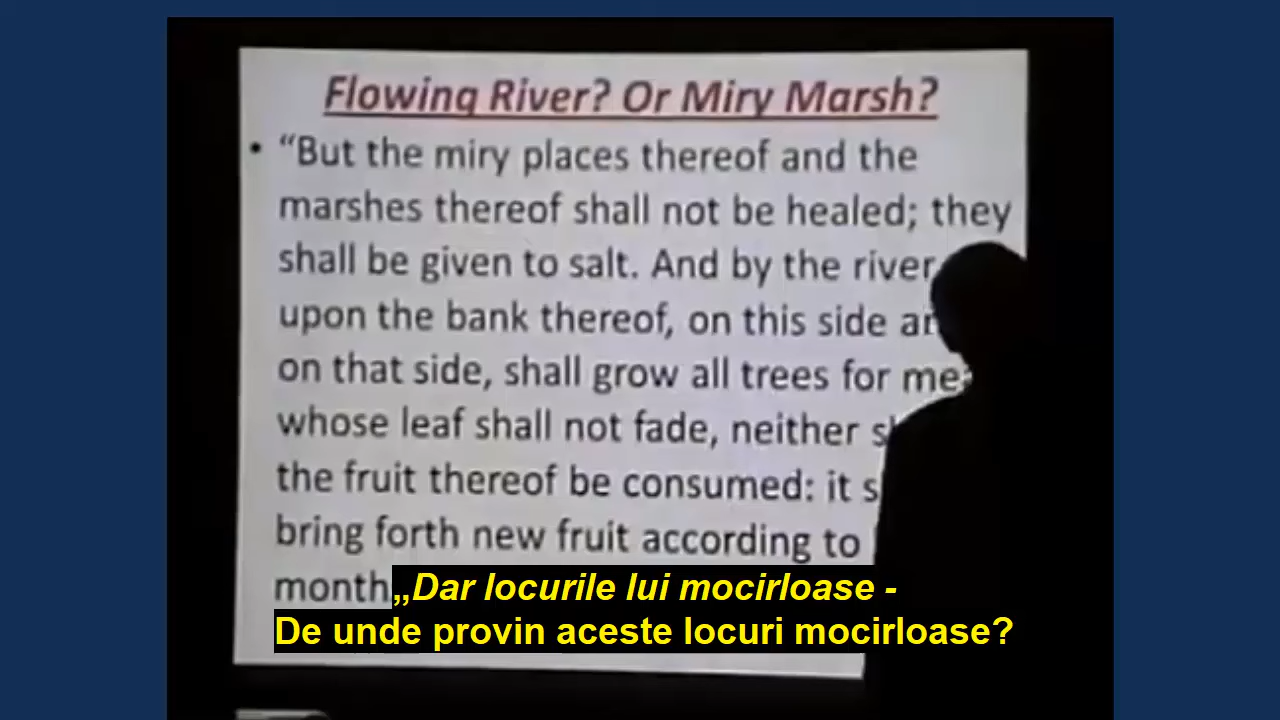 Flowing River? Or Miry Marsh?
• “But the miry places thereof and the
marshes thereof shall not be healed; they
shall be given to salt. And by the river
upon the bank thereof, on this side
on that side, shall grow all trees for
whose leaf shall not fade, neither
the fruit thereof be consumed: it
bring forth new fruit according to
month
„Dar locurile lui mocirloase -
De unde provin aceste locuri mocirloase?